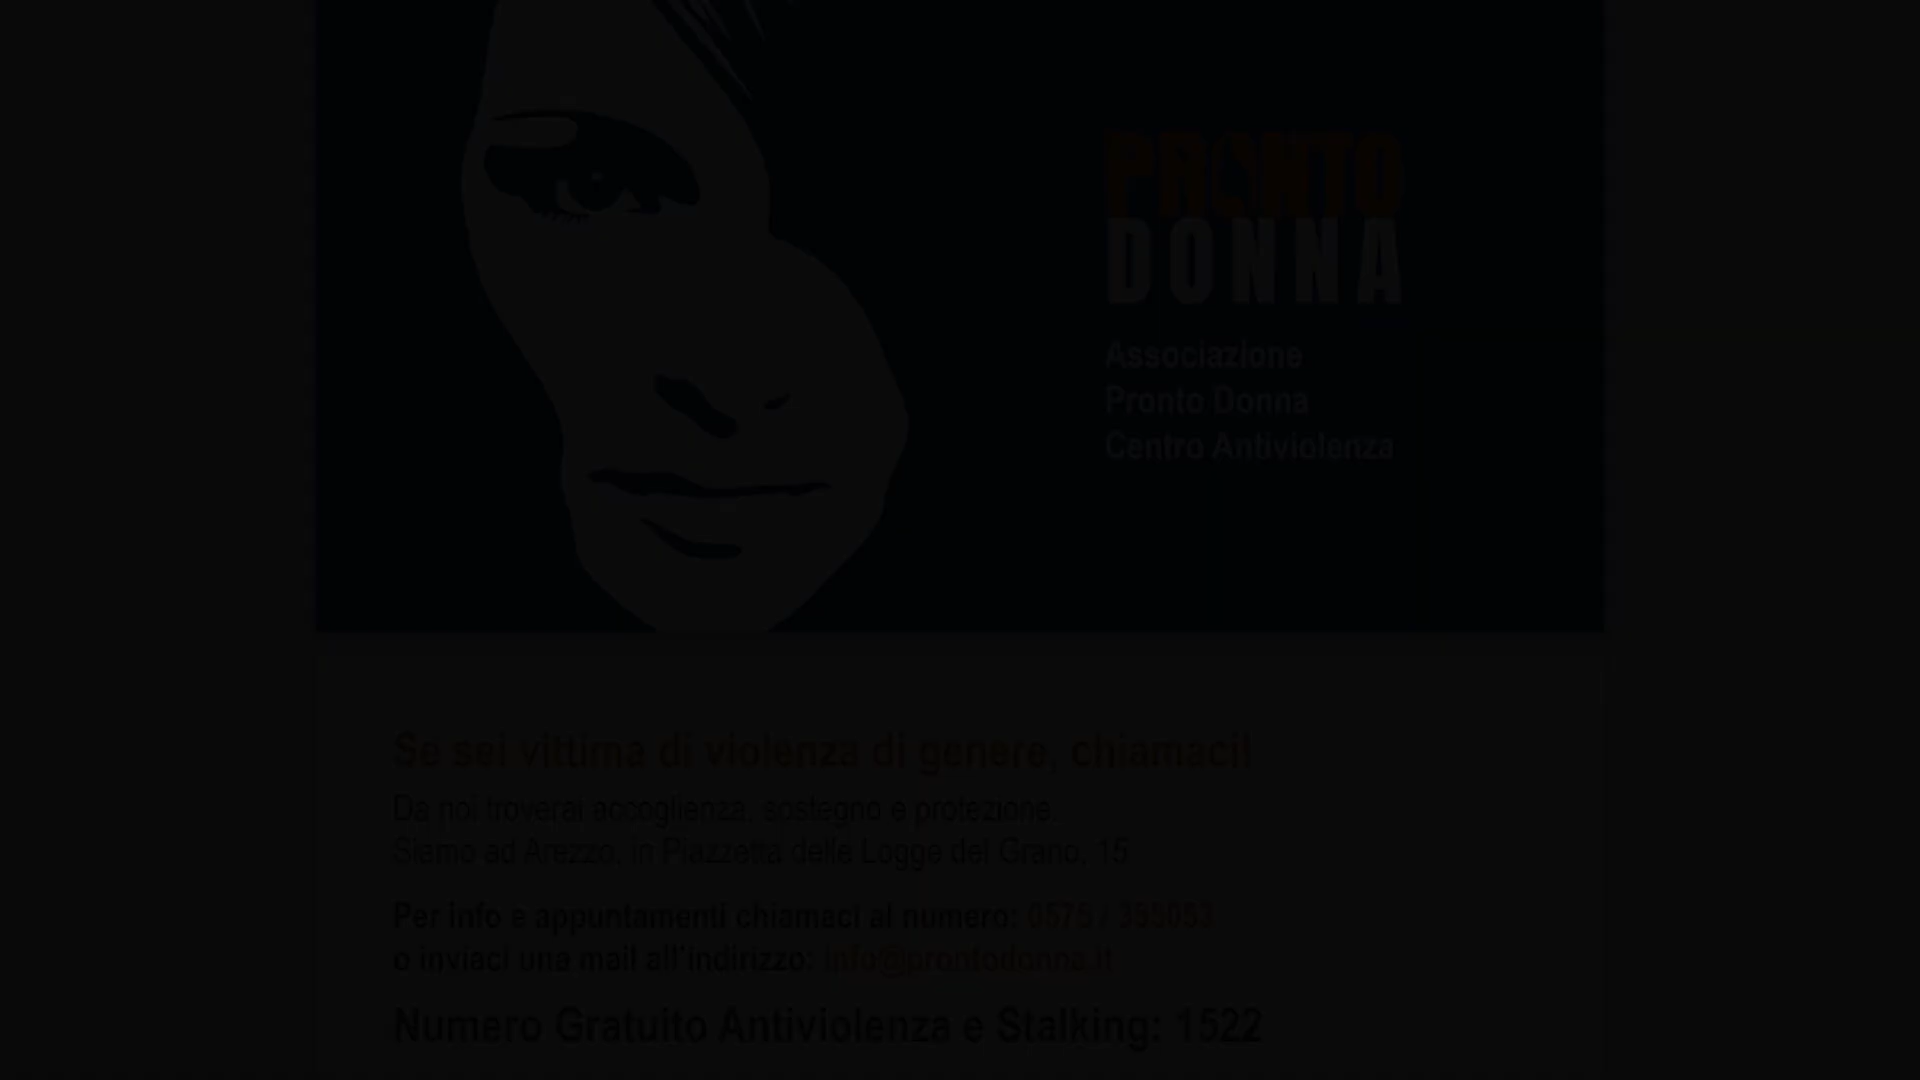 PRONTO
DONNA
Associazione
Pronto Donna
Centro Antiviolenza
Se sei vittima di violenza di genere, chiamaci!
Da noi troverai accoglienza, sostegno e protezione.
Siamo ad Arezzo, in Piazzetta delle Logge del Grano, 15
Per info e appuntamenti chiamaci al numero: 0575 / 355053
o inviaci una mail all'indirizzo: info@prontodonna.it
Numero Gratuito Antiviolenza e Stalking: 1522